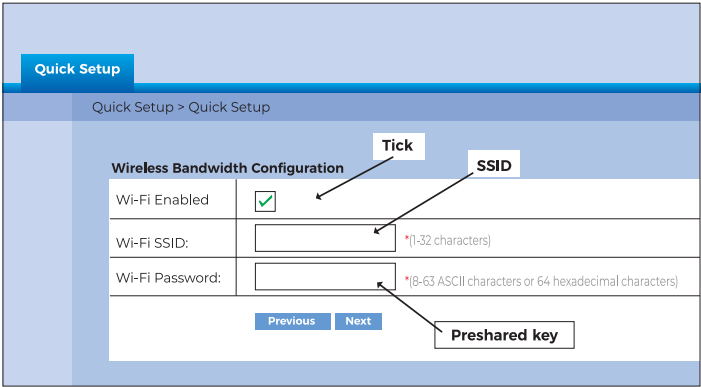 Quick Setup
Quick Setup > Quick Setup
Tick
Wireless Bandwidth Configuration
SSID
Wi-Fi Enabled
Wi-Fi SSID:
*(1-32 characters)
Wi-Fi Password:
*(8-63 ASCII characters or 64 hexadecimal characters)
Previous Next
Preshared key